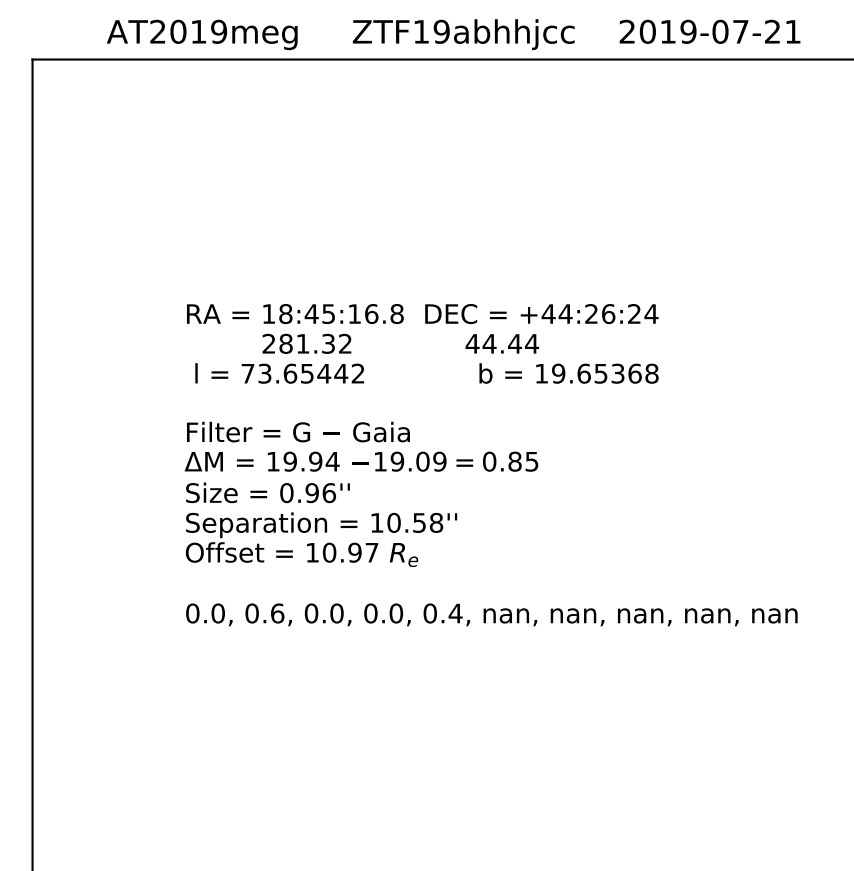 AT2019meg ZTF19abhhjcc 2019-07-21
RA = 18:45:16.8 DEC = +44:26:24
281.32 44.44
l = 73.65442 b = 19.65368
Filter = G − Gaia
ΔM = 19.94 −19.09 = 0.85
Size = 0.96''
Separation = 10.58''
Offset = 10.97 Rₑ
0.0, 0.6, 0.0, 0.0, 0.4, nan, nan, nan, nan, nan